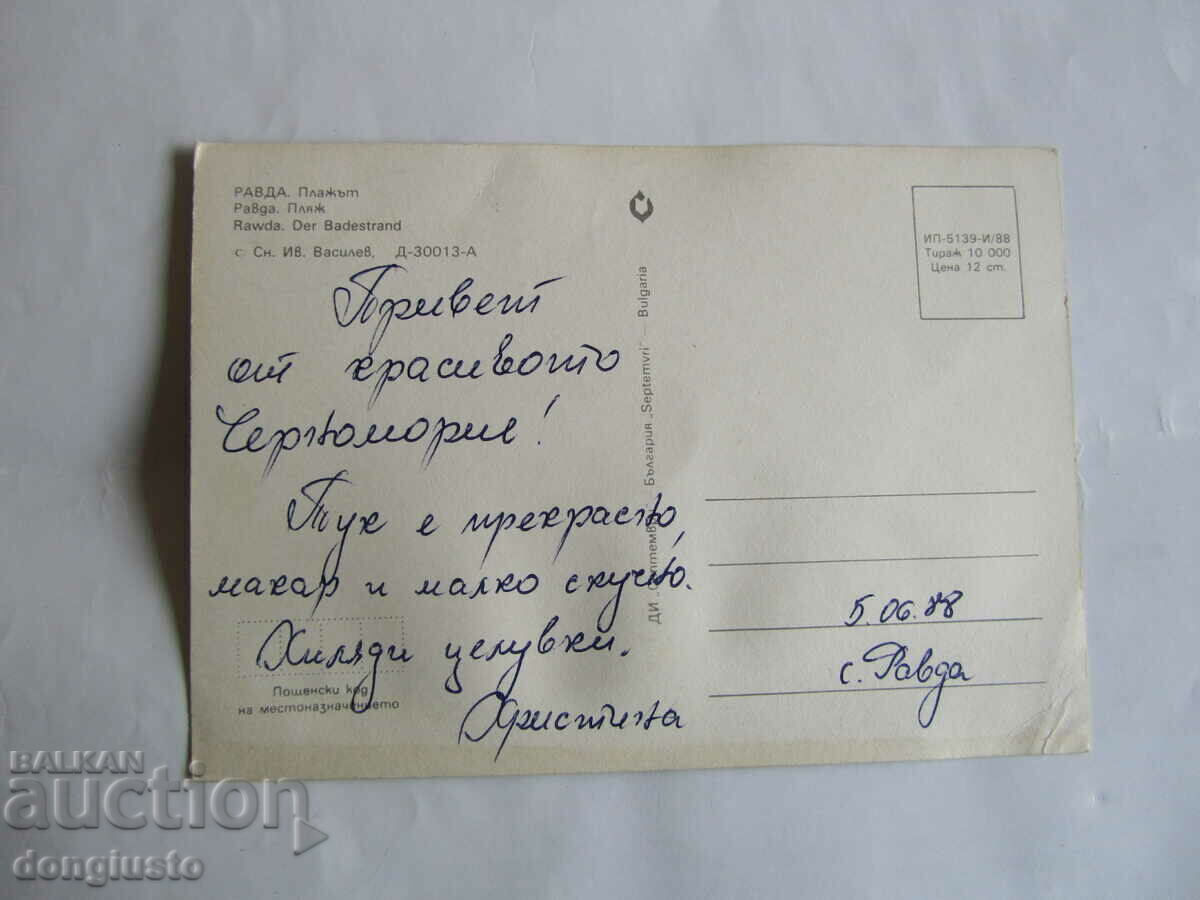 РАВДА. Плажът
Равда. Пляж
Rawda. Der Badestrand
c Сн. Ив. Василев, Д-30013-А
Привет
от красивото
Черноморие!
Тук е прекрасно,
макар и малко скучно.
Хиляди целувки.
Христина
Пощенски код
на местоназначението
ДИ „Септември" — България „Septemvri" — Bulgaria
ИП-5139-И/88
Тираж 10 000
Цена 12 ст.
5.06.88
с. Равда
BALKAN
auction
dongiusto